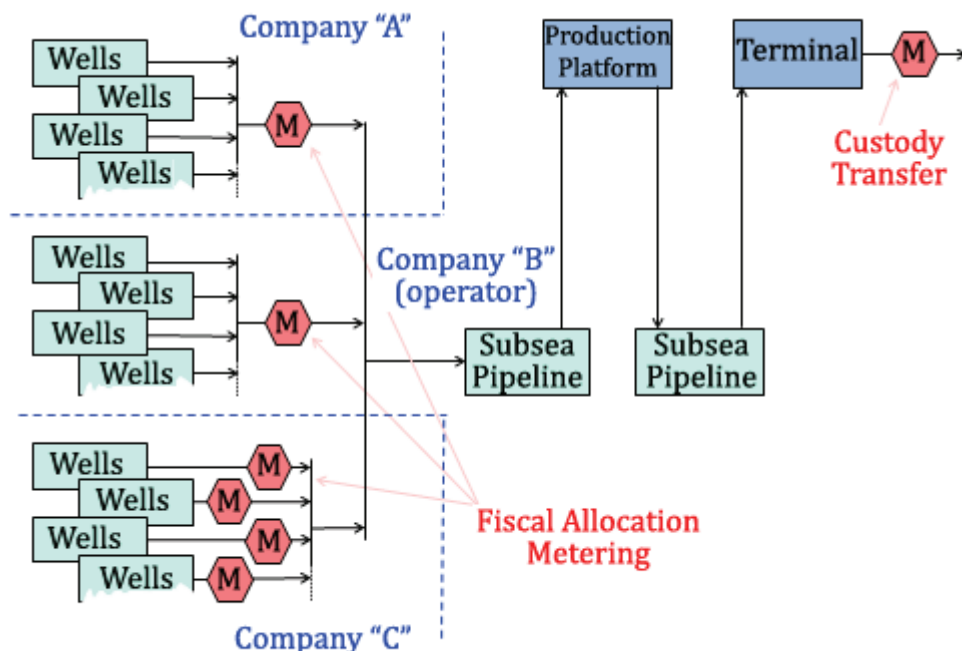 Company “A”
Wells
Wells
Wells
Wells
M
Production
Platform
Terminal
M
Custody
Transfer
Wells
Wells
Wells
Wells
M
Company “B”
(operator)
Subsea
Pipeline
Subsea
Pipeline
Wells
M
Wells
M
Wells
M
Wells
M
Fiscal Allocation
Metering
Company “C”